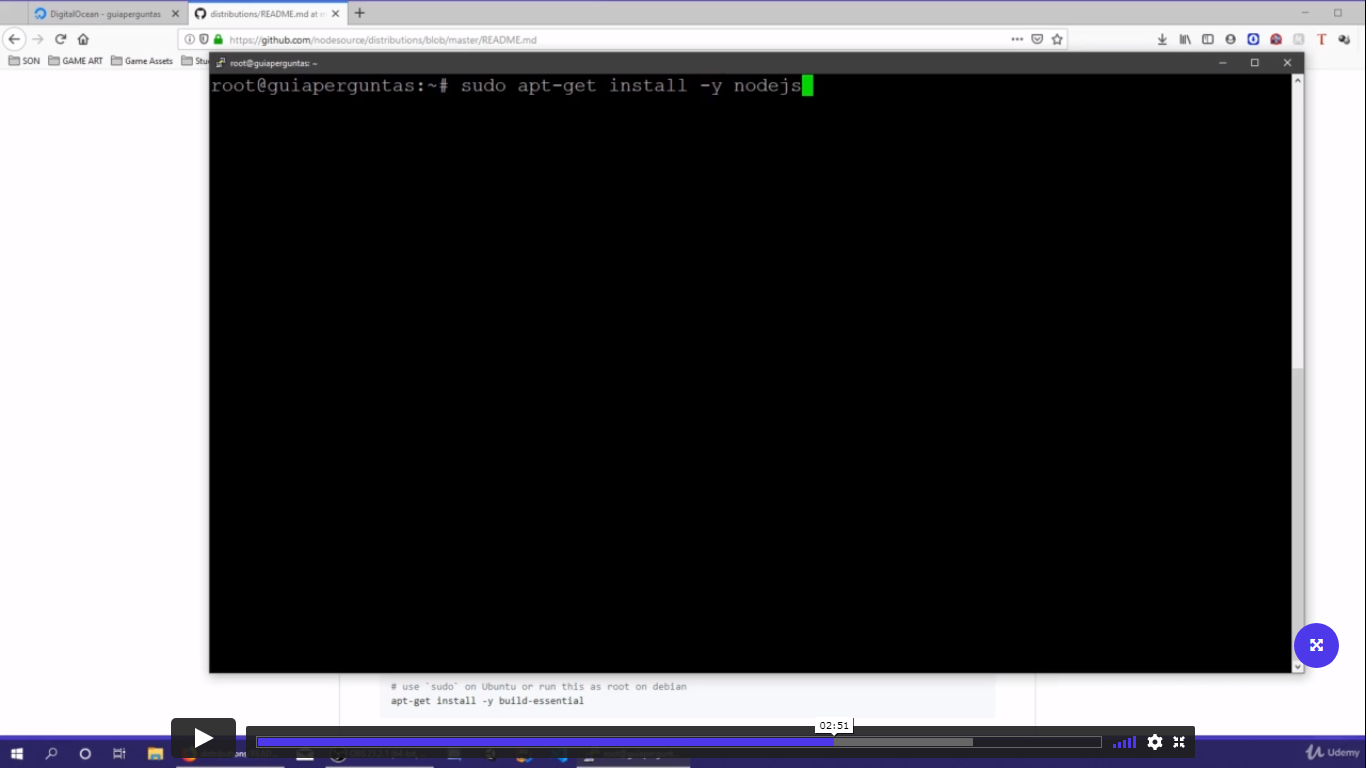 DigitalOcean - guiaperguntas
distributions/README.md at m
https://github.com/nodesource/distributions/blob/master/README.md
SON
GAME ART
Game Assets
root@guiaperguntas: ~
root@guiaperguntas:~# sudo apt-get install -y nodejs
# use `sudo` on Ubuntu or run this as root on debian
apt-get install -y build-essential
02:51
Udemy